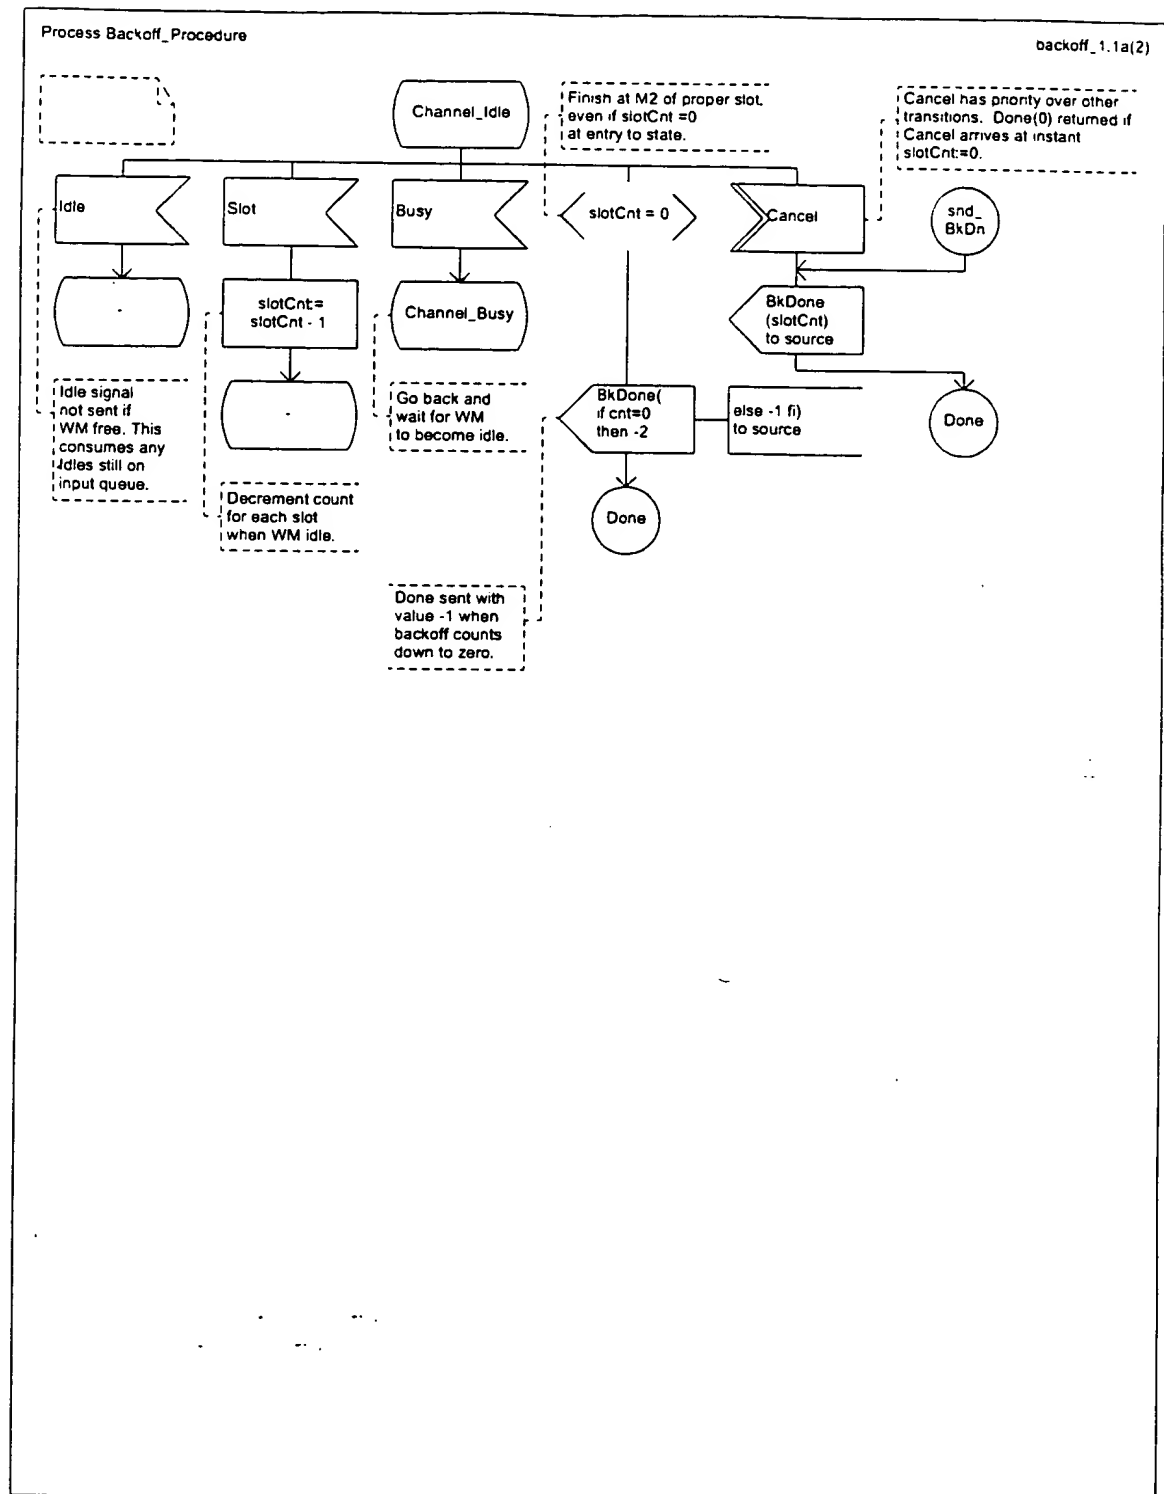 Process Backoff_Procedure
backoff_1.1a(2)
Channel_Idle
Finish at M2 of proper slot,
even if slotCnt =0
at entry to state.
Cancel has priority over other
transitions. Done(0) returned if
Cancel arrives at instant
slotCnt:=0.
Idle
Slot
Busy
slotCnt = 0
Cancel
snd_
BkDn
-
slotCnt:=
slotCnt - 1
Channel_Busy
BkDone
(slotCnt)
to source
Idle signal
not sent if
WM free. This
consumes any
Idles still on
input queue.
-
Go back and
wait for WM
to become idle.
BkDone(
if cnt=0
then -2
else -1 fi)
to source
Done
Decrement count
for each slot
when WM idle.
Done
Done sent with
value -1 when
backoff counts
down to zero.